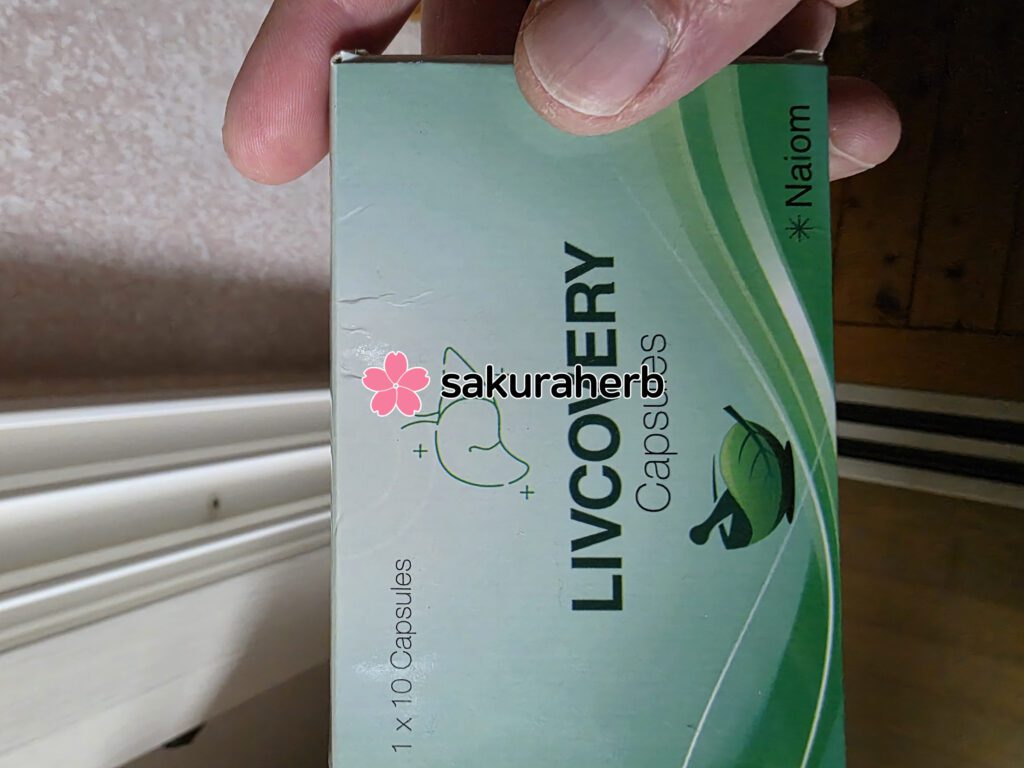 1 x 10 Capsules
sakuraherb
LIVCOVERY
Capsules
Naiom